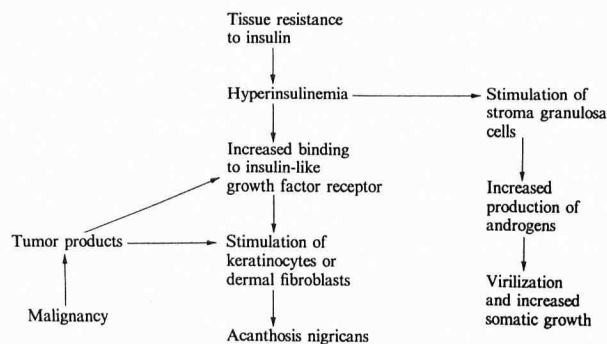 Tissue resistance
to insulin
Hyperinsulinemia
Stimulation of
stroma granulosa
cells
Increased binding
to insulin-like
growth factor receptor
Increased
production of
androgens
Tumor products
Stimulation of
keratinocytes or
dermal fibroblasts
Virilization
and increased
somatic growth
Malignancy
Acanthosis nigricans